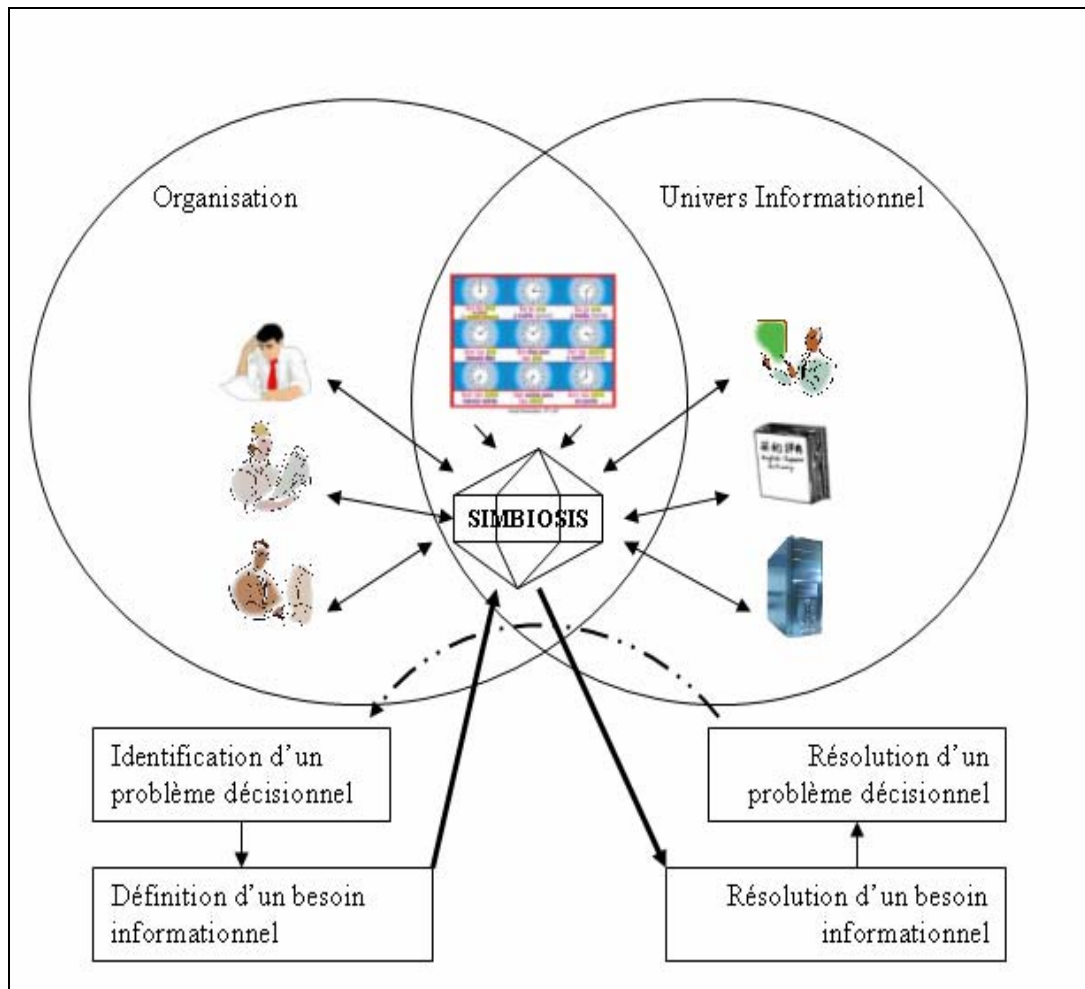 Organisation
Univers Informationnel
SIMBIOSIS
Identification d'un
problème décisionnel
Résolution d'un
problème décisionnel
Définition d'un besoin
informationnel
Résolution d'un besoin
informationnel